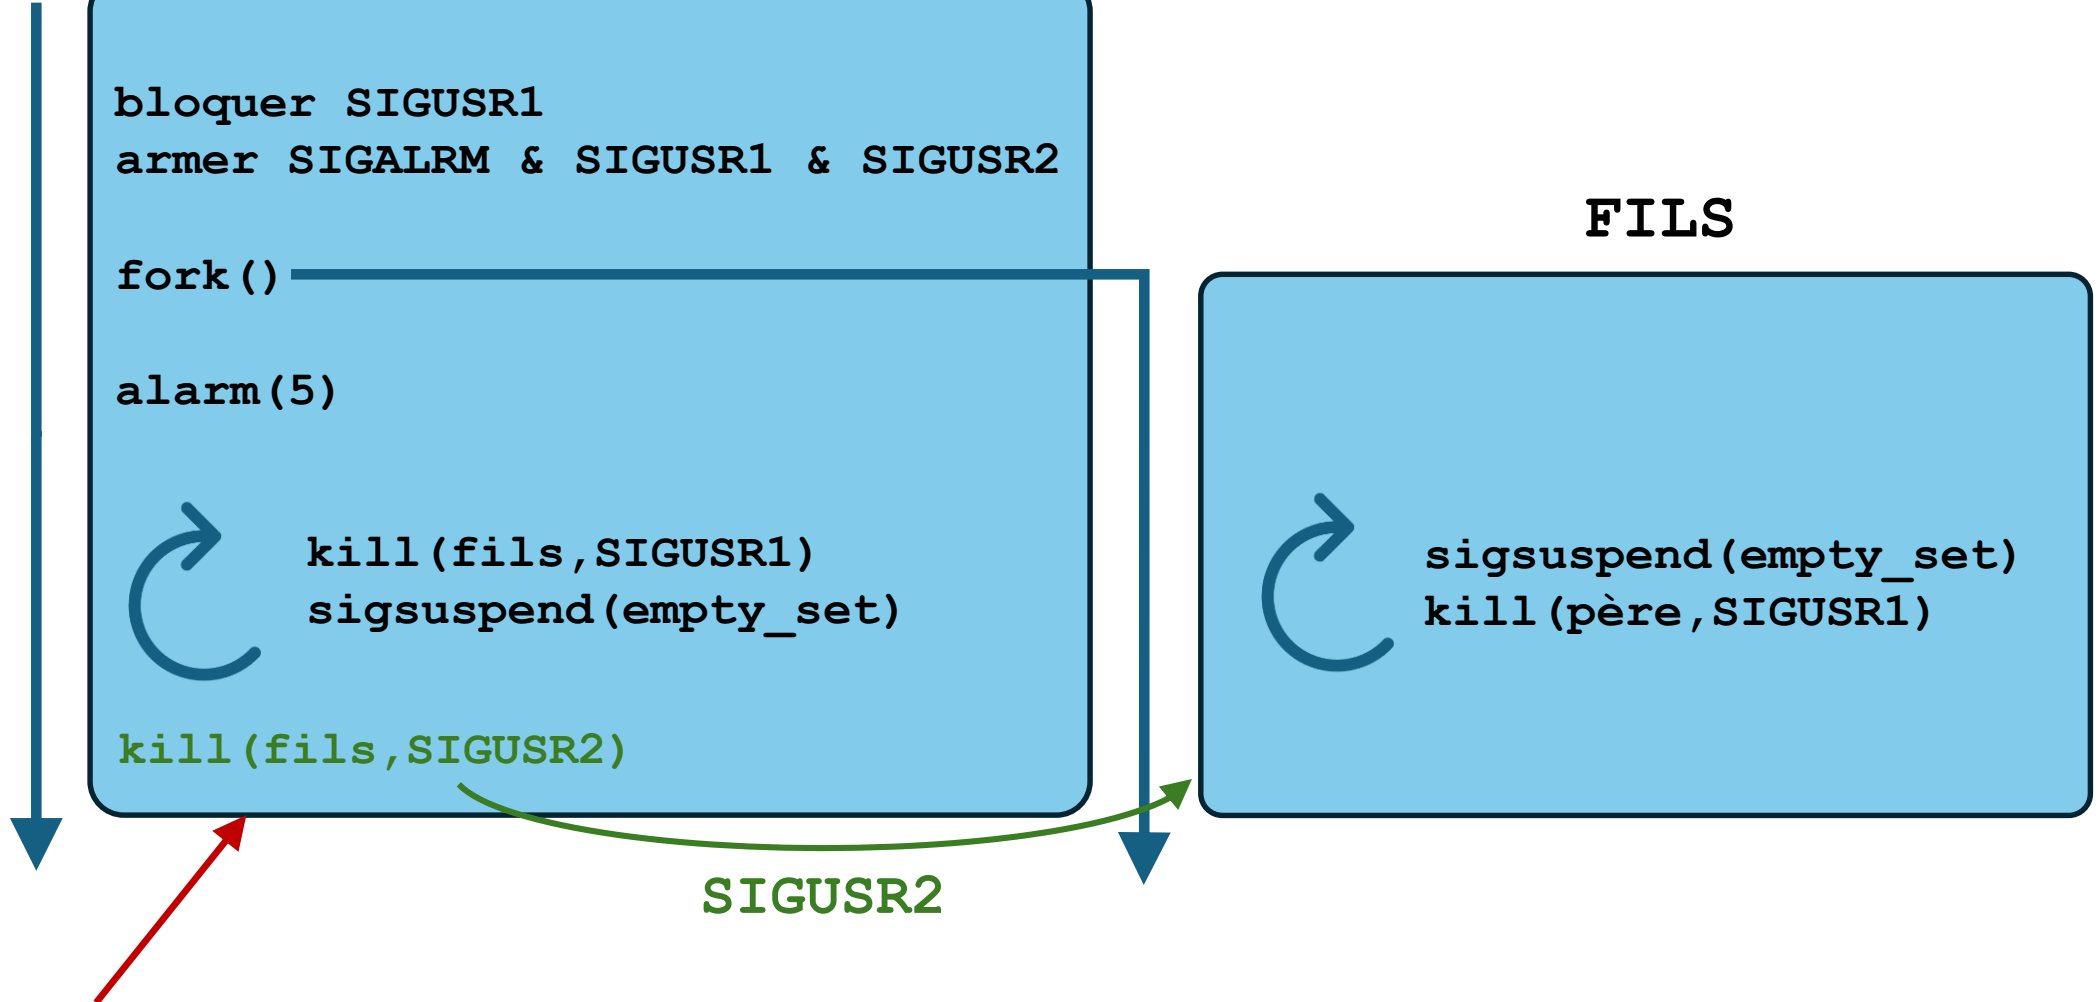 bloquer SIGUSR1
armer SIGALRM & SIGUSR1 & SIGUSR2
fork()
alarm(5)
kill(fils,SIGUSR1)
sigsuspend(empty_set)
kill(fils,SIGUSR2)
SIGUSR2
FILS
sigsuspend(empty_set)
kill(père,SIGUSR1)